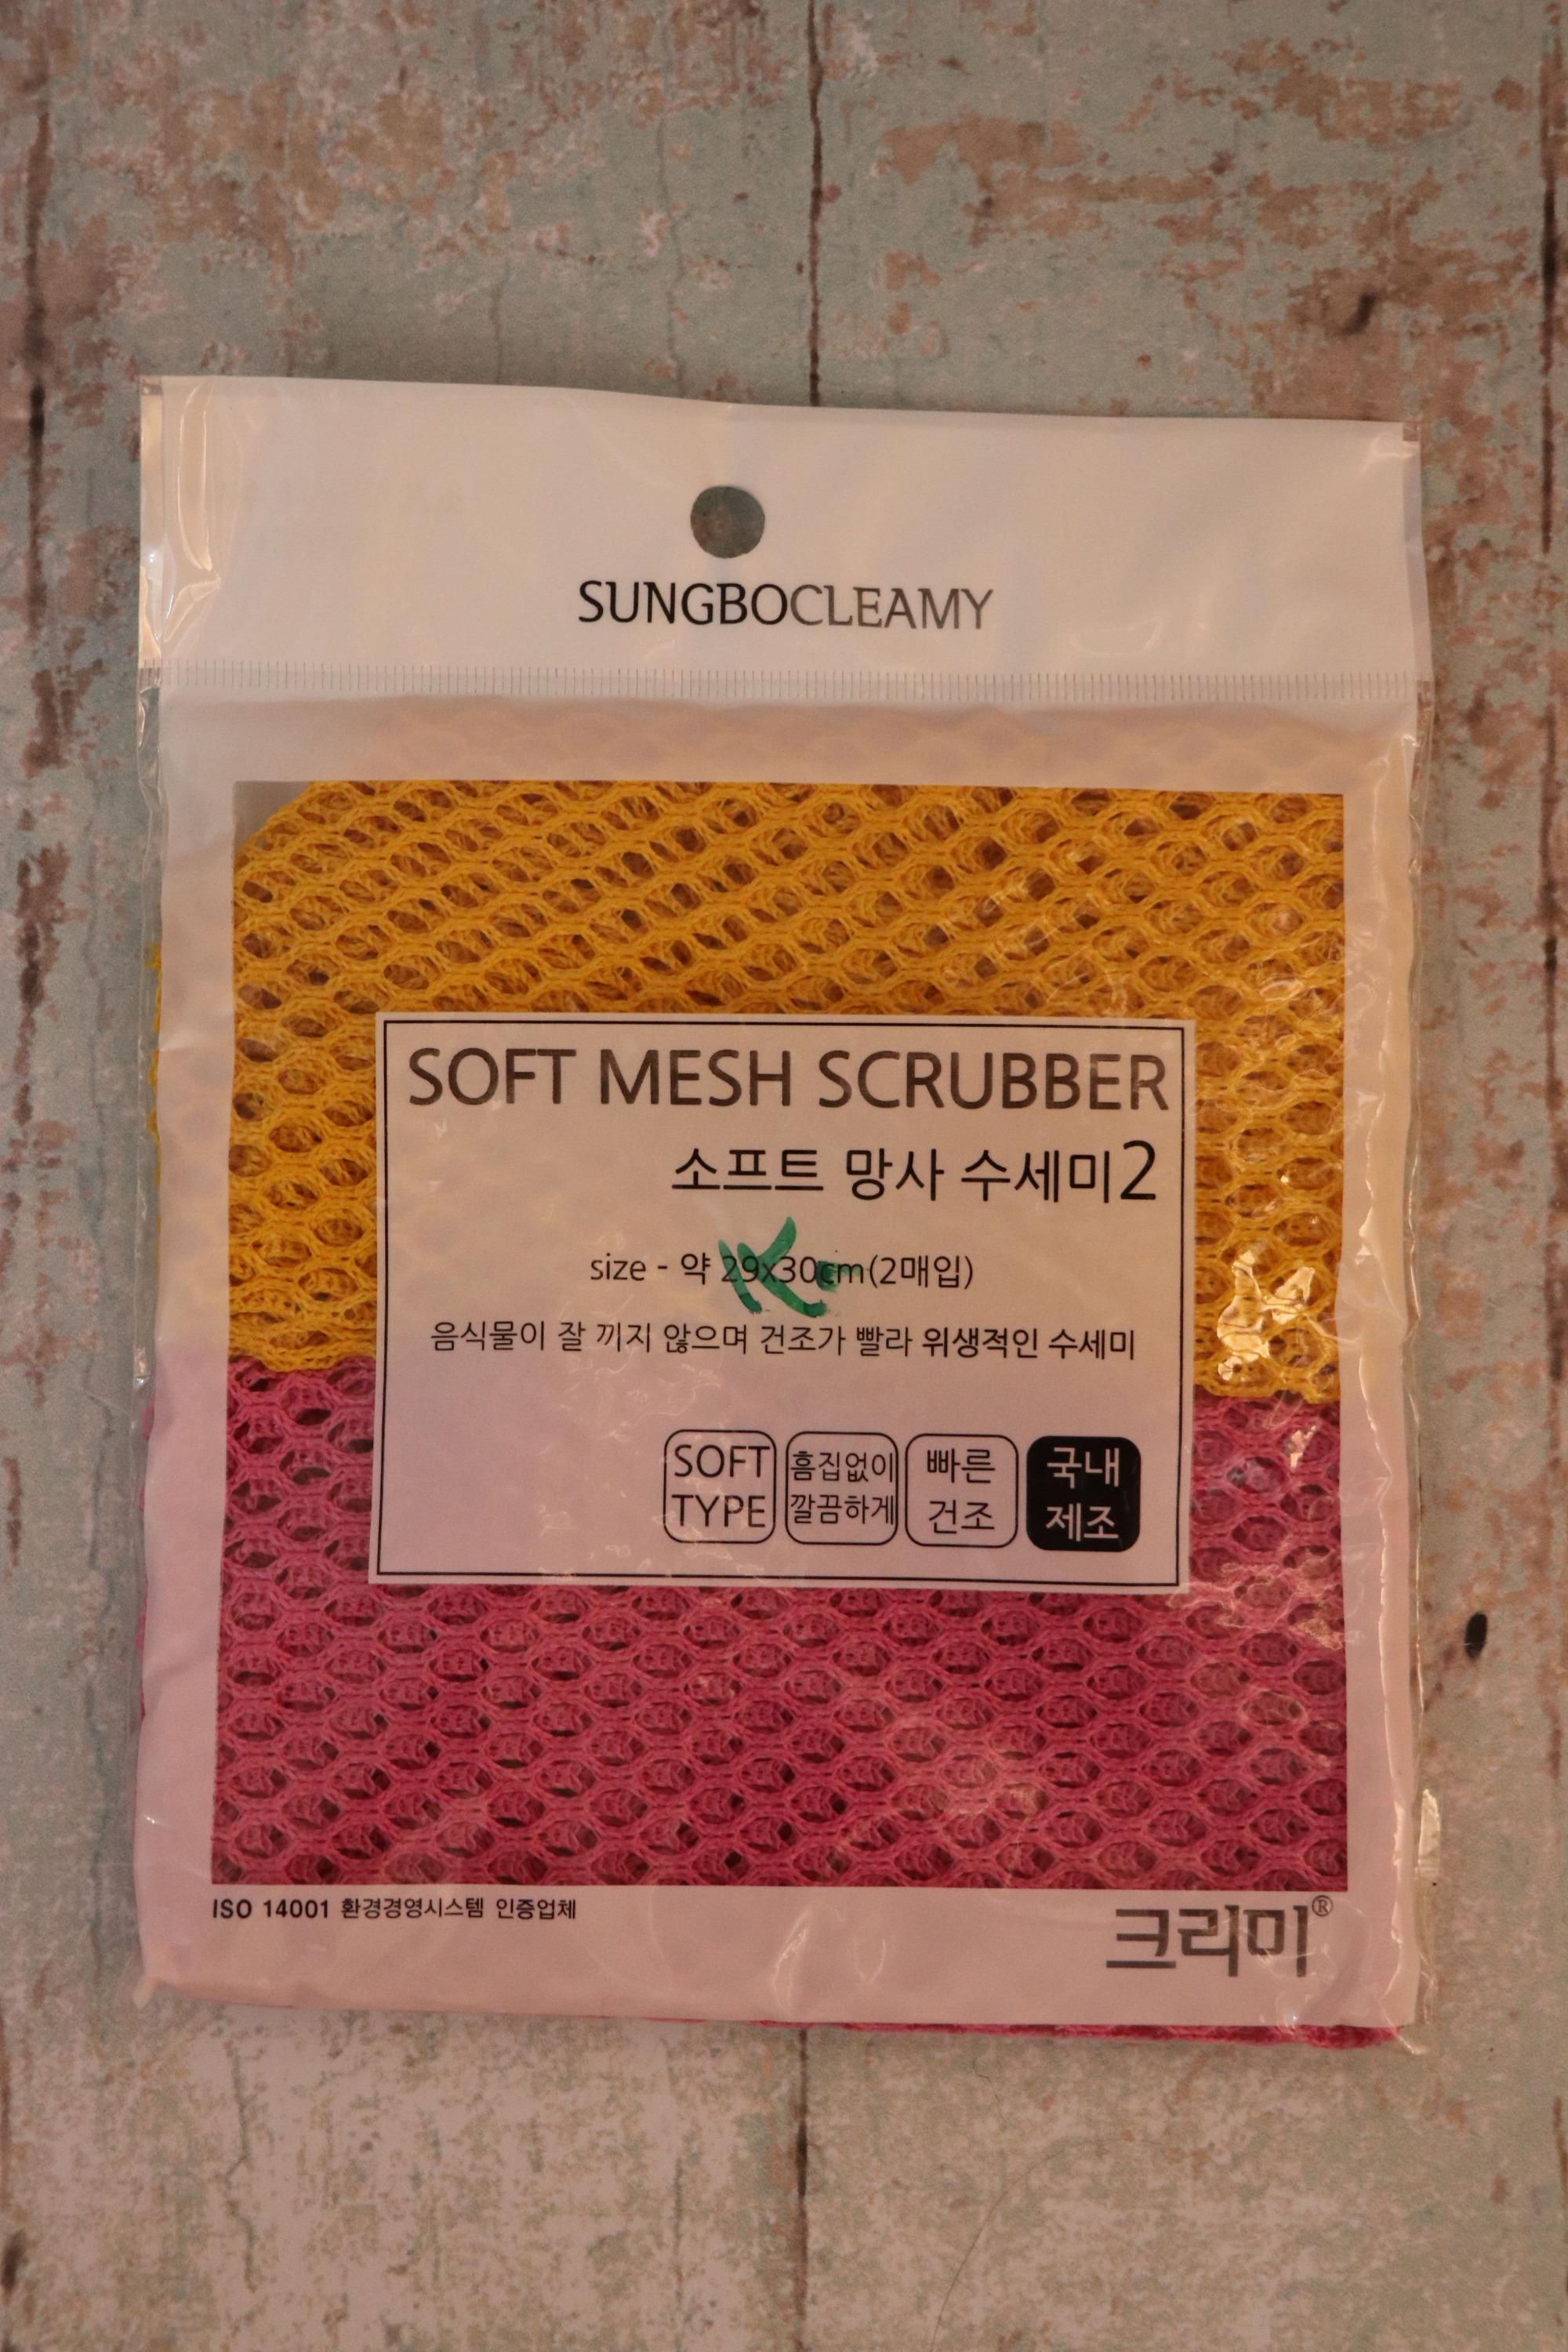 SUNGBOCLEAMY
SOFT MESH SCRUBBER
소프트 망사 수세미2
size - 약 29x30cm(2매입)
음식물이 잘 끼지 않으며 건조가 빨라 위생적인 수세미
SOFT TYPE
흠집없이 깔끔하게
빠른 건조
국내 제조
ISO 14001 환경경영시스템 인증업체
크리미®